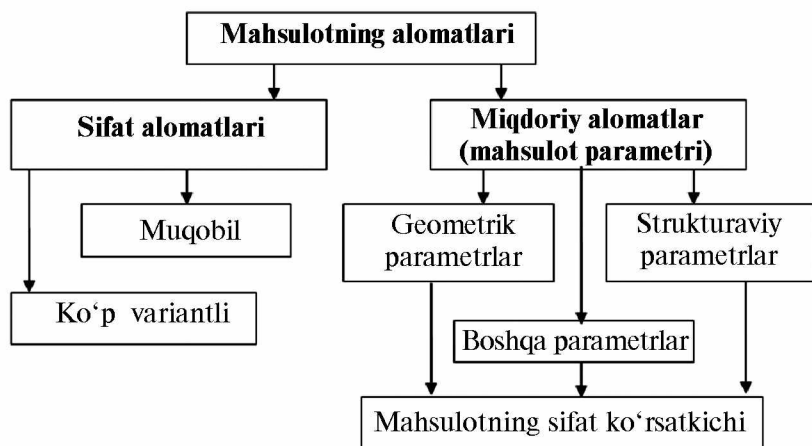 Mahsulotning alomatlari
Sifat alomatlari
Miqdoriy alomatlar
(mahsulot parametri)
Muqobil
Geometrik
parametrlar
Strukturaviy
parametrlar
Ko‘p variantli
Boshqa parametrlar
Mahsulotning sifat ko‘rsatkichi